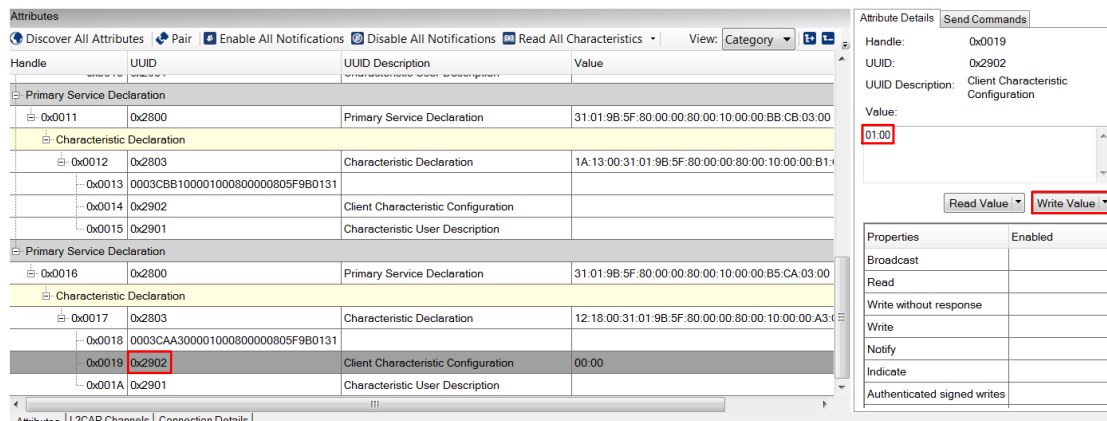 Attributes
Discover All Attributes Pair Enable All Notifications Disable All Notifications Read All Characteristics View: Category
Handle UUID UUID Description Value
Primary Service Declaration
0x0011 0x2800 Primary Service Declaration 31:01:9B:5F:80:00:00:80:00:10:00:00:BB:CB:03:00
Characteristic Declaration
0x0012 0x2803 Characteristic Declaration 1A:13:00:31:01:9B:5F:80:00:00:80:00:10:00:00:B1:
0x0013 0003CBB100001000800000805F9B0131
0x0014 0x2902 Client Characteristic Configuration
0x0015 0x2901 Characteristic User Description
Primary Service Declaration
0x0016 0x2800 Primary Service Declaration 31:01:9B:5F:80:00:00:80:00:10:00:00:B5:CA:03:00
Characteristic Declaration
0x0017 0x2803 Characteristic Declaration 12:18:00:31:01:9B:5F:80:00:00:80:00:10:00:00:A3:
0x0018 0003CAA300001000800000805F9B0131
0x0019 0x2902 Client Characteristic Configuration 00:00
0x001A 0x2901 Characteristic User Description
Attributes L2CAP Channels Connection Details
Attribute Details Send Commands
Handle: 0x0019
UUID: 0x2902
UUID Description: Client Characteristic
Configuration
Value:
01:00
Read Value Write Value
Properties Enabled
Broadcast
Read
Write without response
Write
Notify
Indicate
Authenticated signed writes